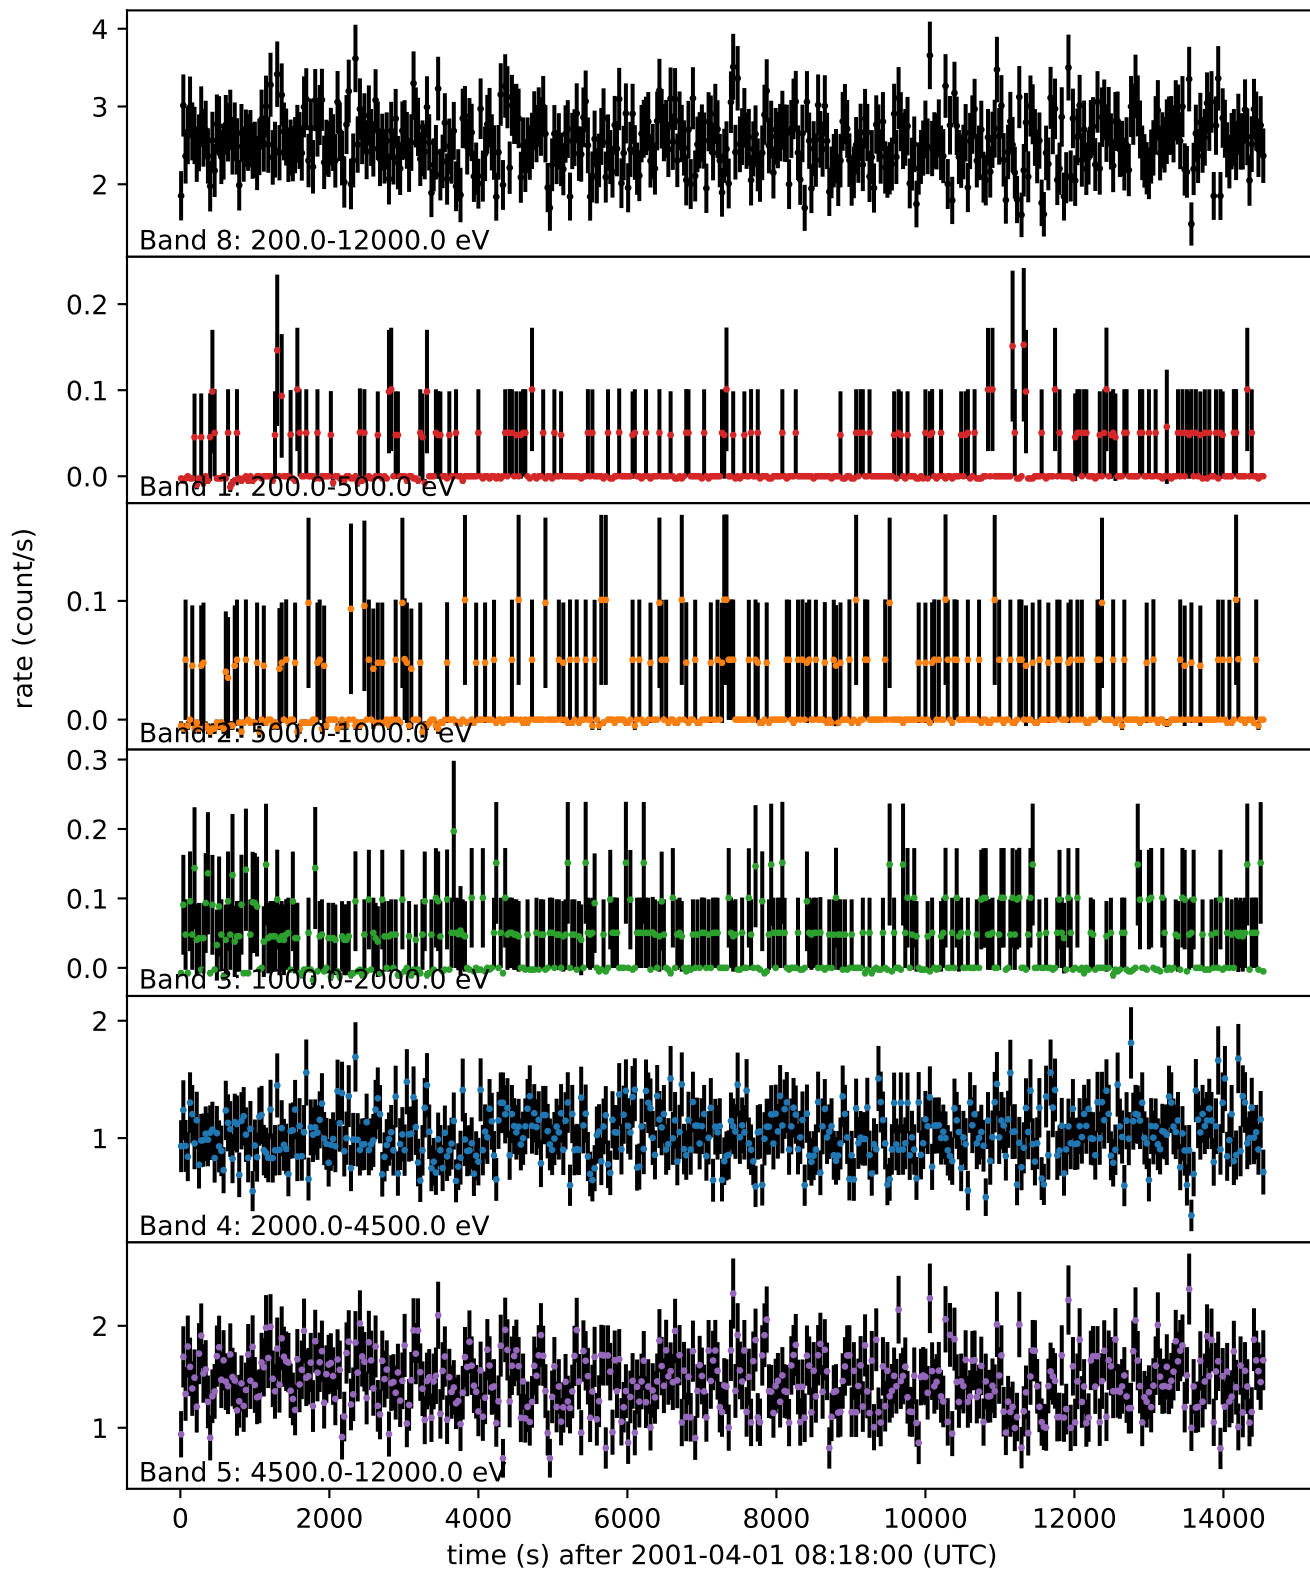 4
3
2
Band 8: 200.0-12000.0 eV
0.2
0.1
0.0
Band 1: 200.0-500.0 eV
rate (count/s)
0.1
0.0
Band 2: 500.0-1000.0 eV
0.3
0.2
0.1
0.0
Band 3: 1000.0-2000.0 eV
2
1
Band 4: 2000.0-4500.0 eV
2
1
Band 5: 4500.0-12000.0 eV
0 2000 4000 6000 8000 10000 12000 14000
time (s) after 2001-04-01 08:18:00 (UTC)